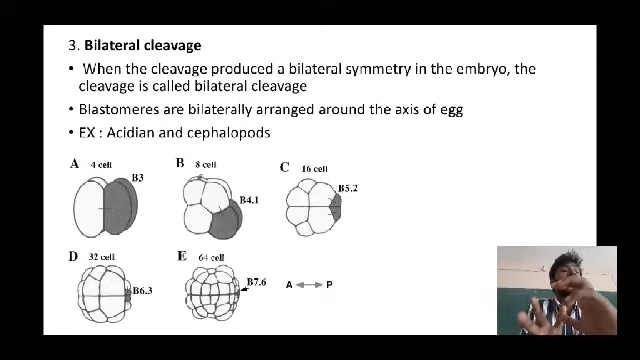 3. Bilateral cleavage
• When the cleavage produced a bilateral symmetry in the embryo, the
cleavage is called bilateral cleavage
• Blastomeres are bilaterally arranged around the axis of egg
• EX : Acidian and cephalopods
A 4 cell
B3
B 8 cell
B4.1
C 16 cell
B5.2
D 32 cell
B6.3
E 64 cell
B7.6
A P